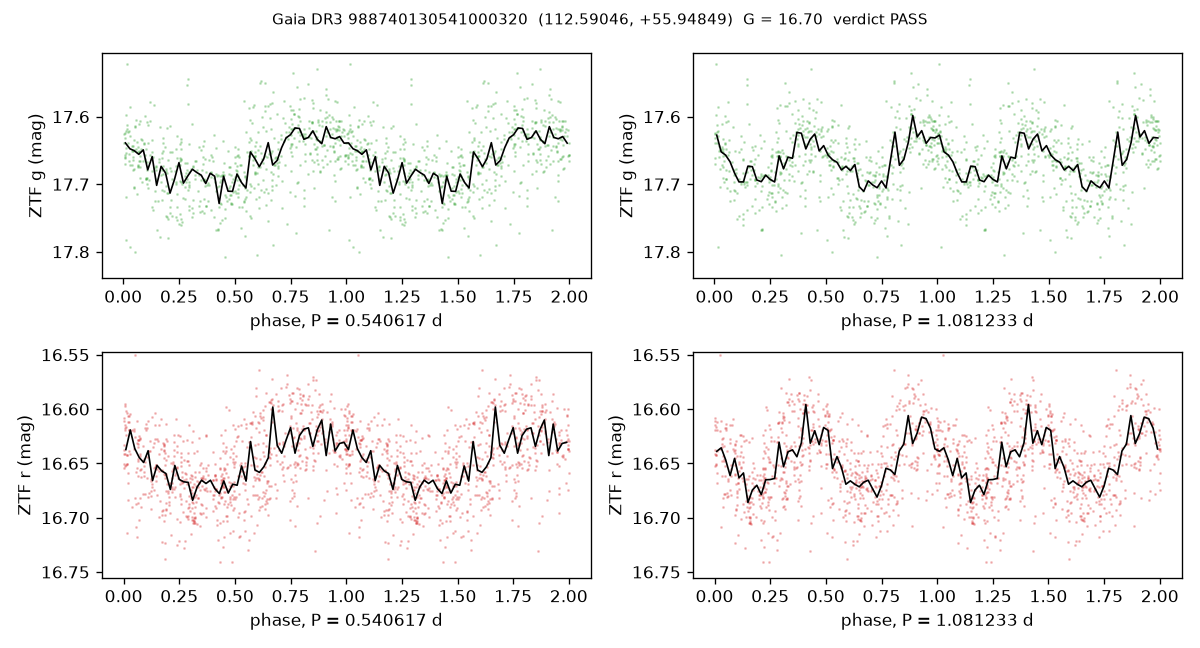 Gaia DR3 988740130541000320  (112.59046, +55.94849)  G = 16.70  verdict PASS
ZTF g (mag)
17.6
17.7
17.8
0.00 0.25 0.50 0.75 1.00 1.25 1.50 1.75 2.00
phase, P = 0.540617 d
ZTF g (mag)
17.6
17.7
17.8
0.00 0.25 0.50 0.75 1.00 1.25 1.50 1.75 2.00
phase, P = 1.081233 d
ZTF r (mag)
16.55
16.60
16.65
16.70
16.75
0.00 0.25 0.50 0.75 1.00 1.25 1.50 1.75 2.00
phase, P = 0.540617 d
ZTF r (mag)
16.55
16.60
16.65
16.70
16.75
0.00 0.25 0.50 0.75 1.00 1.25 1.50 1.75 2.00
phase, P = 1.081233 d